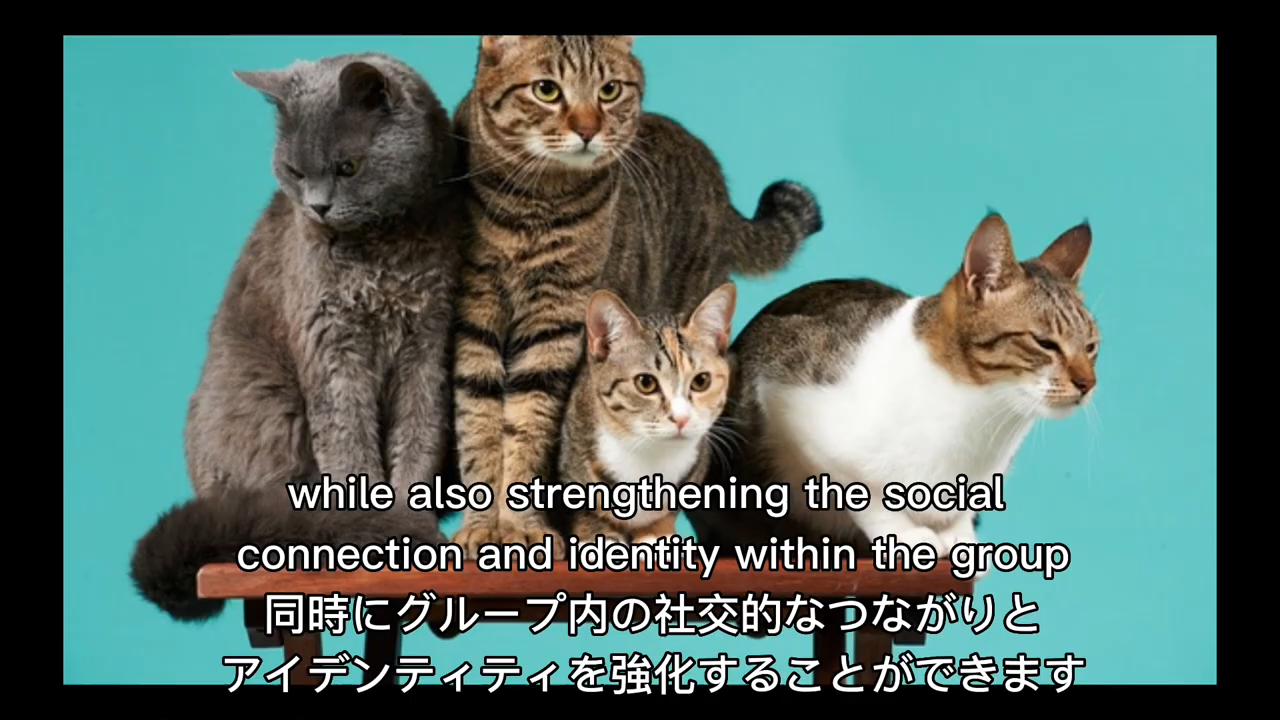 while also strengthening the social
connection and identity within the group
同時にグループ内の社交的なつながりと
アイデンティティを強化することができます